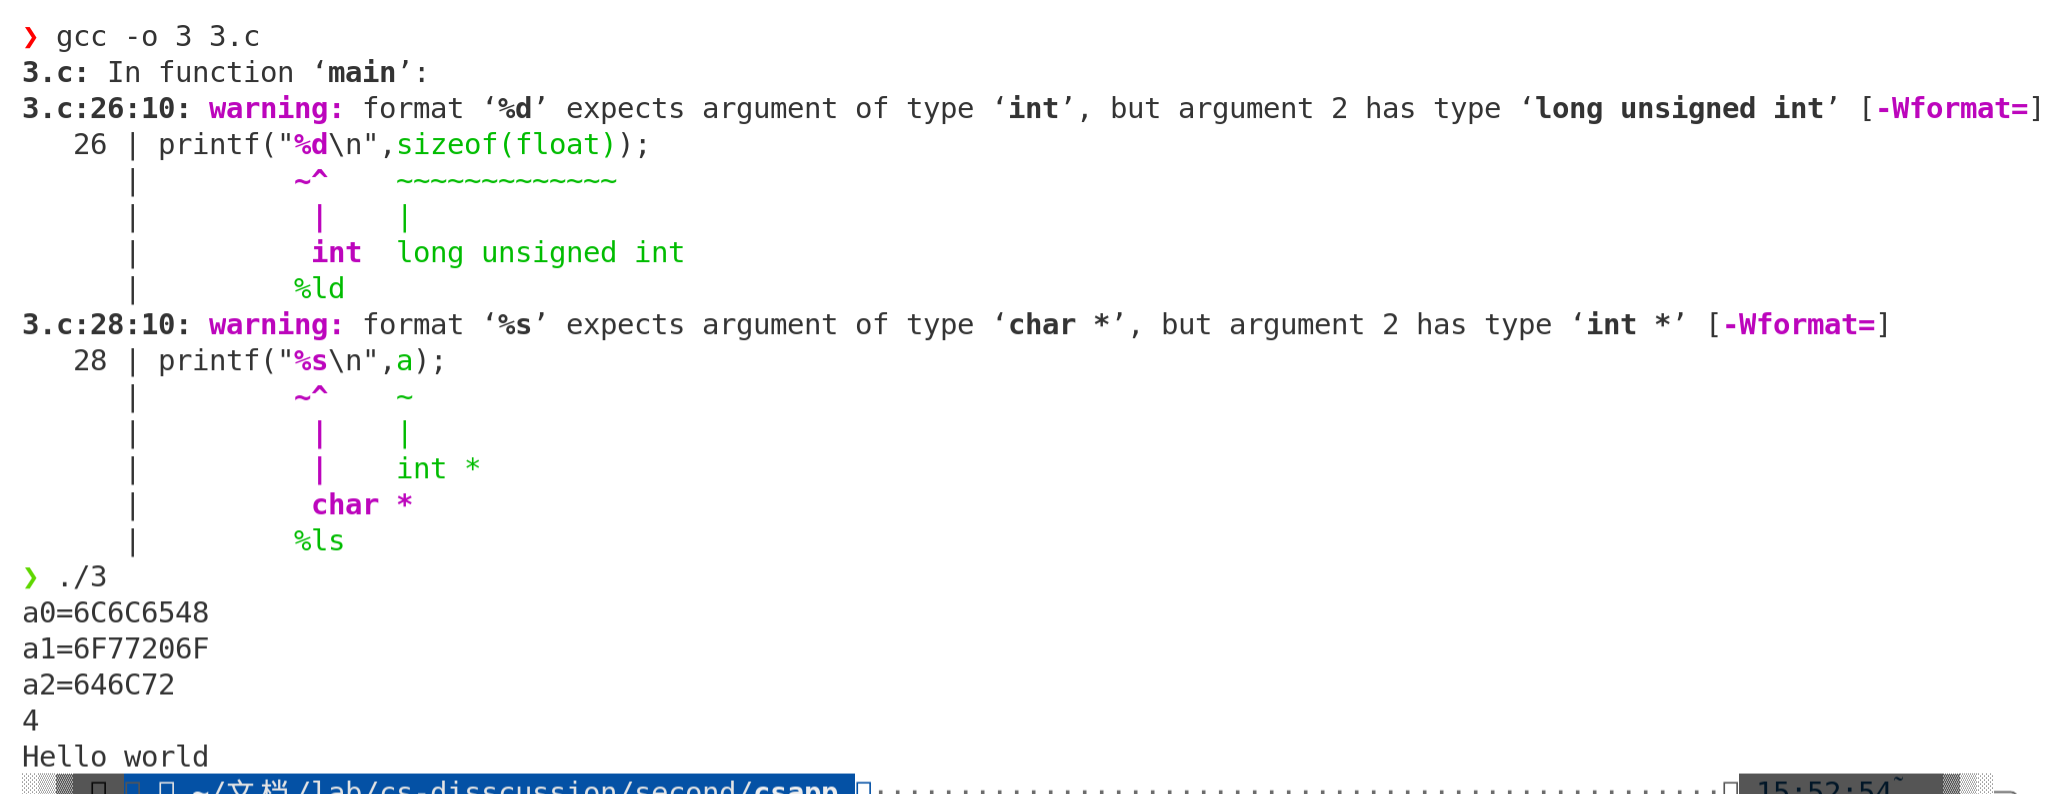 ❯ gcc -o 3 3.c
3.c: In function ‘main’:
3.c:26:10: warning: format ‘%d’ expects argument of type ‘int’, but argument 2 has type ‘long unsigned int’ [-Wformat=]
   26 | printf("%d\n",sizeof(float));
      |         ~^    ~~~~~~~~~~~~~
      |          |    |
      |          int  long unsigned int
      |         %ld
3.c:28:10: warning: format ‘%s’ expects argument of type ‘char *’, but argument 2 has type ‘int *’ [-Wformat=]
   28 | printf("%s\n",a);
      |         ~^    ~
      |          |    |
      |          |    int *
      |          char *
      |         %ls
❯ ./3
a0=6C6C6548
a1=6F77206F
a2=646C72
4
Hello world
~/文档/lab/cs-disscussion/second/csapp 15:52:54